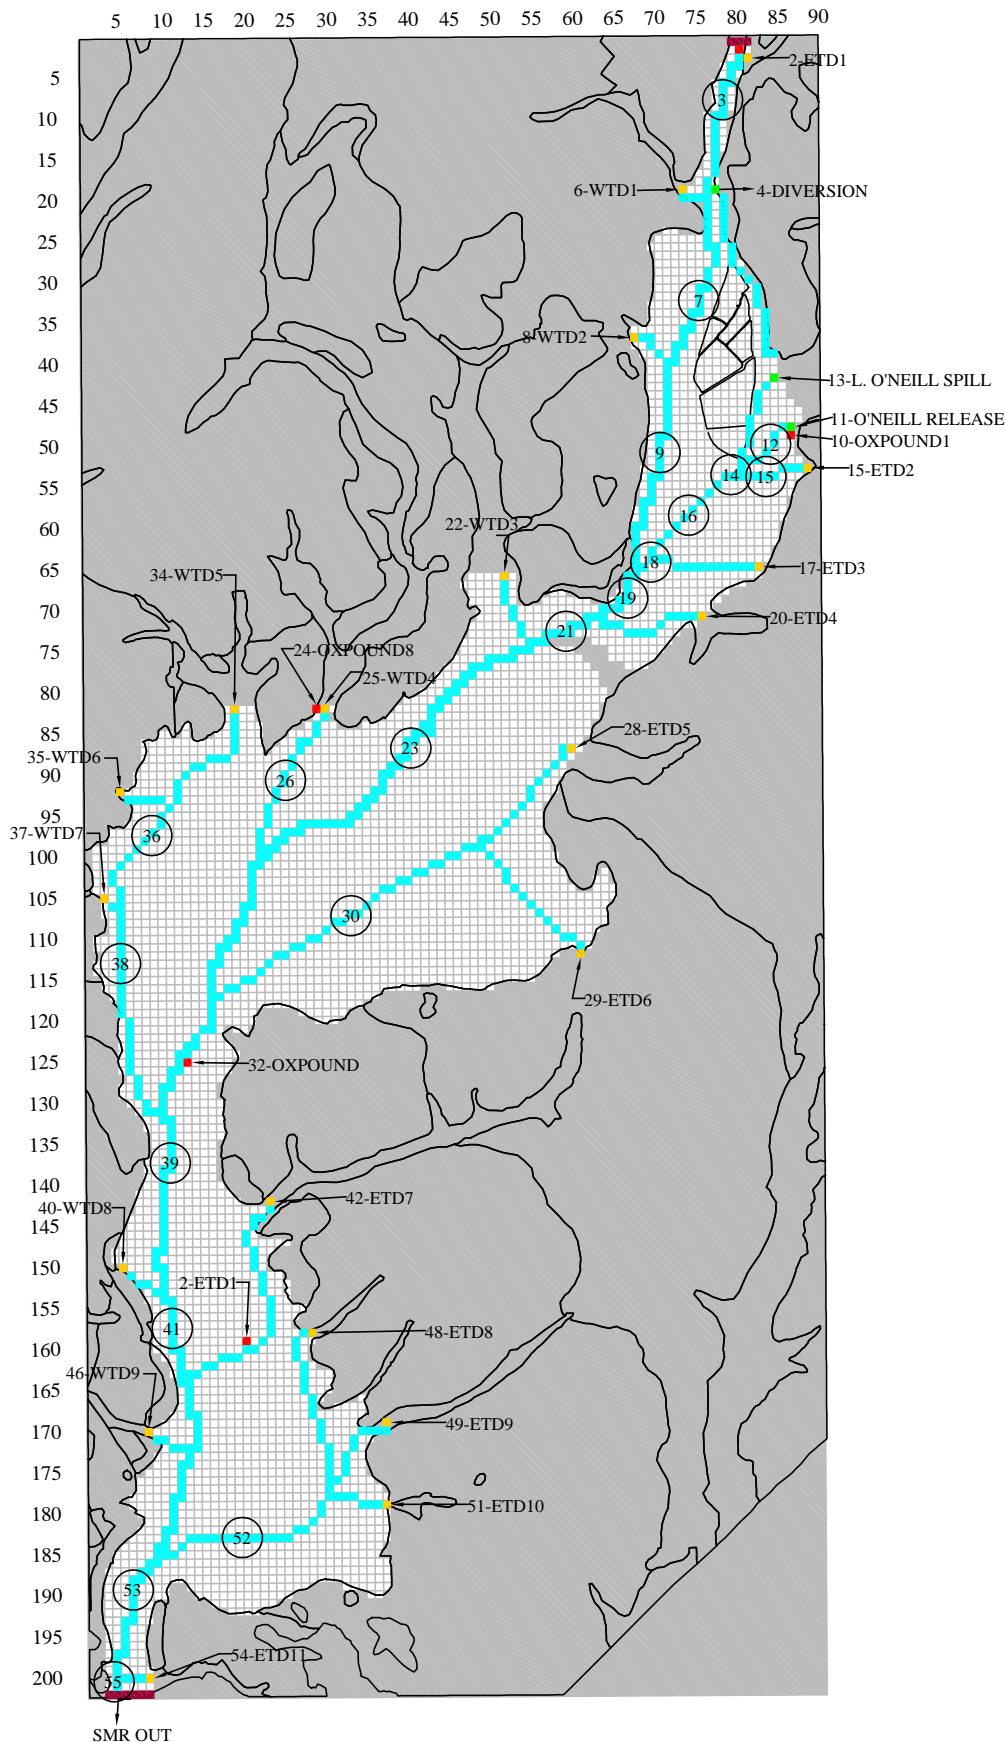 5 10 15 20 25 30 35 40 45 50 55 60 65 70 75 80 85 90
5
2-ETD1
3
10
15
6-WTD1
4-DIVERSION
20
25
30
7
35
8-WTD2
40
13-L. O'NEILL SPILL
45
11-O'NEILL RELEASE
10-OXPOUND1
12
50
9
15-ETD2
14
15
55
16
22-WTD3
60
18
65
34-WTD5
17-ETD3
19
70
20-ETD4
21
75
24-OXPOUND8
25-WTD4
80
28-ETD5
85
23
35-WTD6
90
26
95
37-WTD7
36
100
105
30
110
38
115
29-ETD6
120
125
32-OXPOUND
130
135
39
140
42-ETD7
40-WTD8
145
150
2-ETD1
155
41
48-ETD8
160
46-WTD9
165
49-ETD9
170
175
51-ETD10
180
52
185
53
190
195
54-ETD11
200
55
SMR OUT